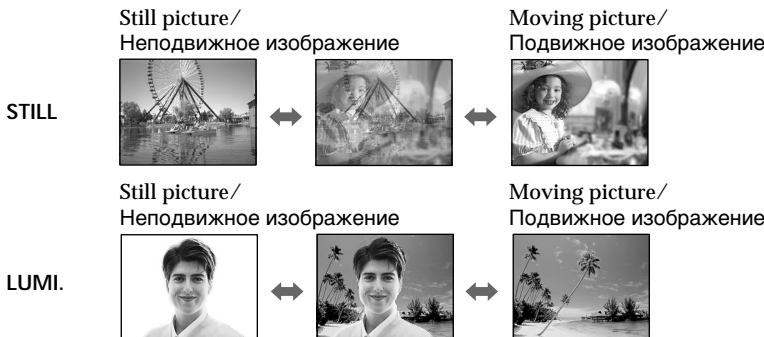 Still picture/
Неподвижное изображение
Moving picture/
Подвижное изображение
STILL
Still picture/
Неподвижное изображение
Moving picture/
Подвижное изображение
LUMI.